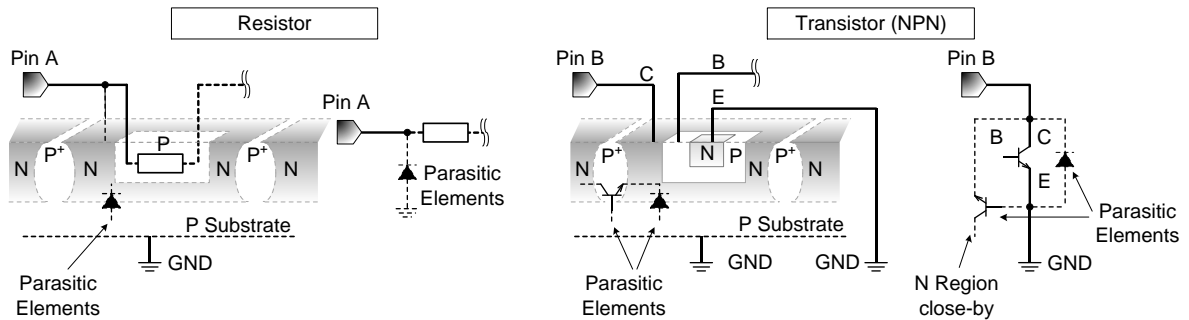 Resistor
Transistor (NPN)
Pin A
Pin B
C
B
E
Pin B
Pin A
N
P+
N
P
N
P+
N
Parasitic
Elements
P Substrate
GND
Parasitic
Elements
N
P+
N
N
P
N
P+
N
P Substrate
GND
GND
Parasitic
Elements
B
C
E
Parasitic
Elements
GND
N Region
close-by